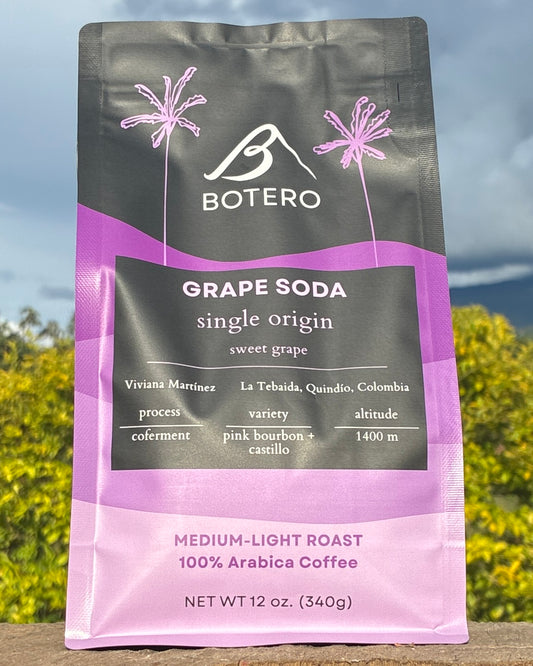 B
BOTERO
GRAPE SODA
single origin
sweet grape
Viviana Martínez La Tebaida, Quindío, Colombia
process variety altitude
coferment pink bourbon + 1400 m
castillo
MEDIUM-LIGHT ROAST
100% Arabica Coffee
NET WT 12 oz. (340g)